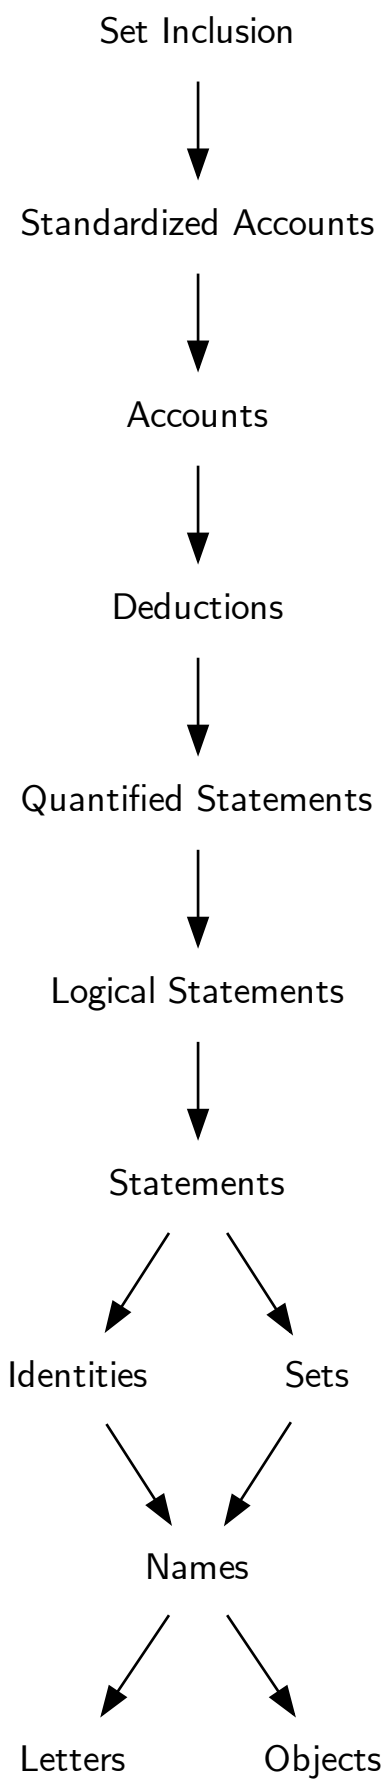 Set Inclusion
Standardized Accounts
Accounts
Deductions
Quantified Statements
Logical Statements
Statements
Identities
Sets
Names
Letters
Objects